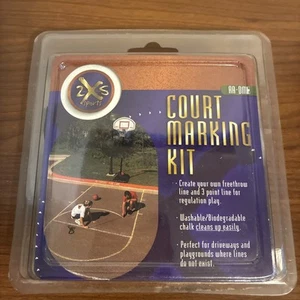 2XS
sports
COURT
MARKING
KIT
· Create your own freethrow
line and 3 point line for
regulation play.
· Washable/Biodegradable
chalk cleans up easily.
· Perfect for driveways and
playgrounds where lines
do not exist.